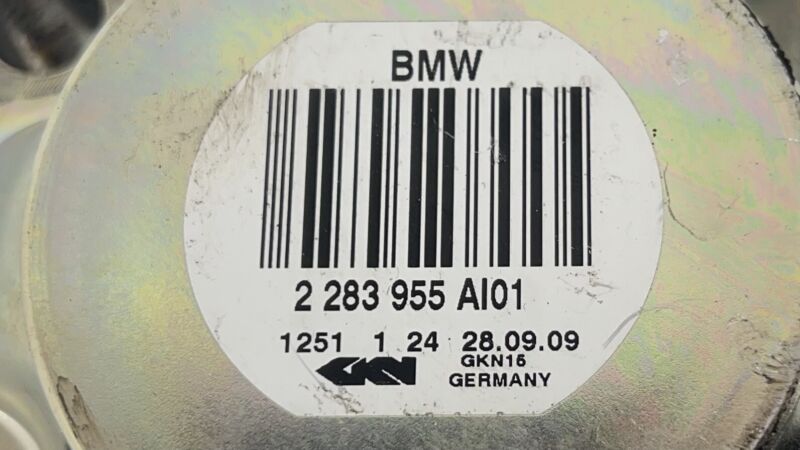 BMW
2 283 955 AI01
1251 1 24 28.09.09
GKN15
GKN GERMANY